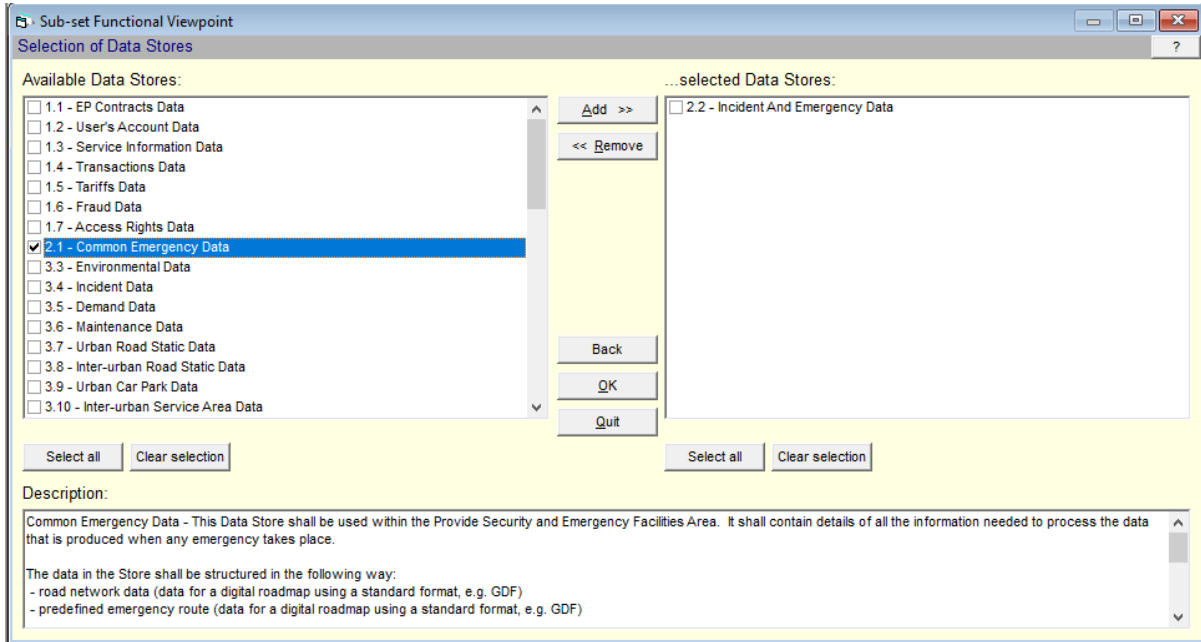 Sub-set Functional Viewpoint
Selection of Data Stores
?
Available Data Stores:
1.1 - EP Contracts Data
1.2 - User's Account Data
1.3 - Service Information Data
1.4 - Transactions Data
1.5 - Tariffs Data
1.6 - Fraud Data
1.7 - Access Rights Data
2.1 - Common Emergency Data
3.3 - Environmental Data
3.4 - Incident Data
3.5 - Demand Data
3.6 - Maintenance Data
3.7 - Urban Road Static Data
3.8 - Inter-urban Road Static Data
3.9 - Urban Car Park Data
3.10 - Inter-urban Service Area Data
Select all Clear selection
Add >>
<< Remove
Back
OK
Quit
...selected Data Stores:
2.2 - Incident And Emergency Data
Select all Clear selection
Description:
Common Emergency Data - This Data Store shall be used within the Provide Security and Emergency Facilities Area. It shall contain details of all the information needed to process the data
that is produced when any emergency takes place.
The data in the Store shall be structured in the following way:
- road network data (data for a digital roadmap using a standard format, e.g. GDF)
- predefined emergency route (data for a digital roadmap using a standard format, e.g. GDF)